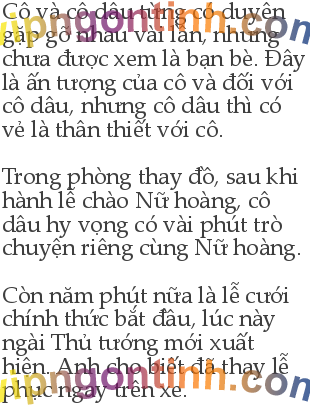 Cô và cô dâu từng có duyên
gặp gỡ nhau vài lần, nhưng
chưa được xem là bạn bè. Đây
là ấn tượng của cô và đối với
cô dâu, nhưng cô dâu thì có
vẻ là thân thiết với cô.
Trong phòng thay đồ, sau khi
hành lễ chào Nữ hoàng, cô
dâu hy vọng có vài phút trò
chuyện riêng cùng Nữ hoàng.
Còn năm phút nữa là lễ cưới
chính thức bắt đầu, lúc này
ngài Thủ tướng mới xuất
hiện. Anh cho biết đã thay lễ
phục ngay trên xe.
vipngontinh.com
vipngontinh.com